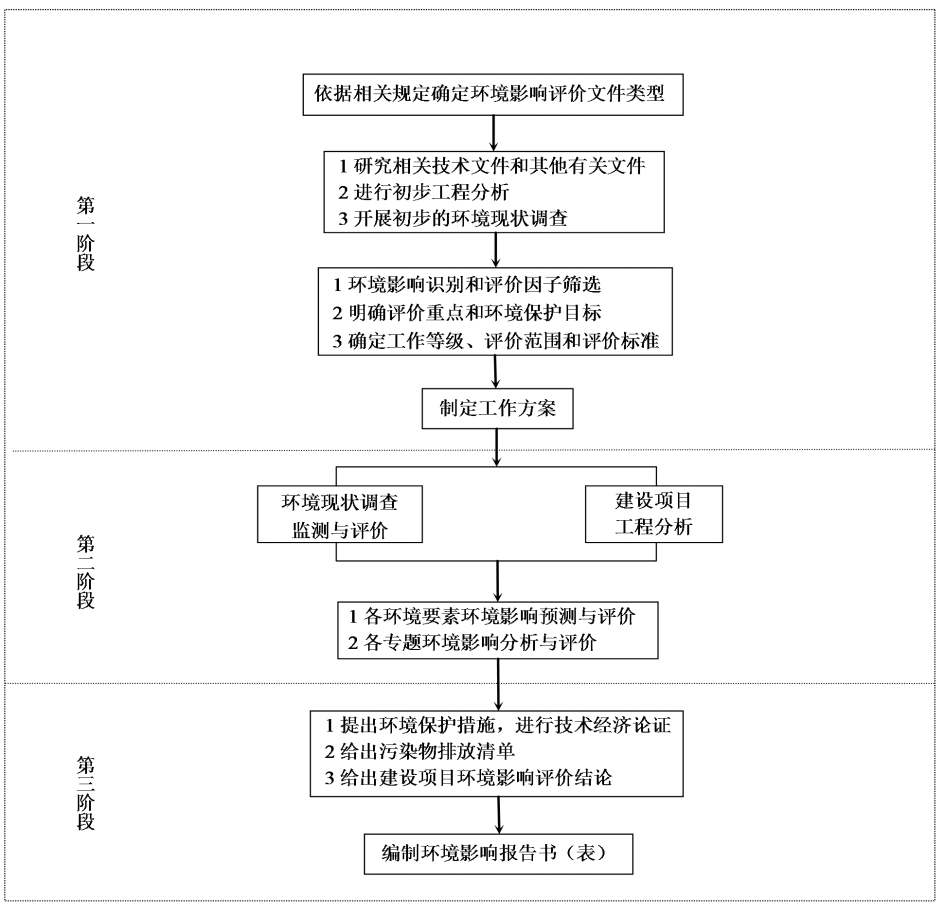 第一阶段
依据相关规定确定环境影响评价文件类型
1 研究相关技术文件和其他有关文件
2 进行初步工程分析
3 开展初步的环境现状调查
1 环境影响识别和评价因子筛选
2 明确评价重点和环境保护目标
3 确定工作等级、评价范围和评价标准
制定工作方案
第二阶段
环境现状调查
监测与评价
建设项目
工程分析
1 各环境要素环境影响预测与评价
2 各专题环境影响分析与评价
第三阶段
1 提出环境保护措施，进行技术经济论证
2 给出污染物排放清单
3 给出建设项目环境影响评价结论
编制环境影响报告书（表）